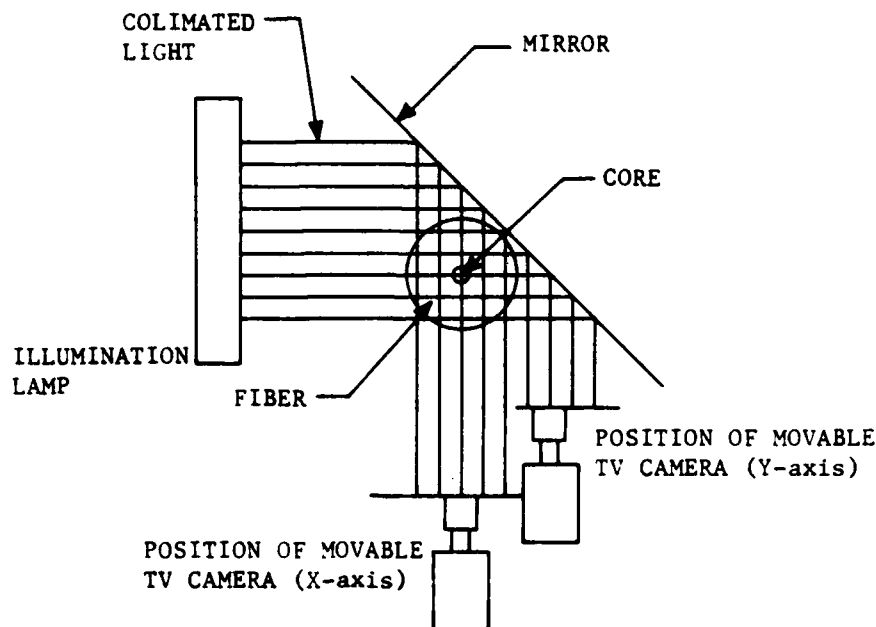 COLIMATED
LIGHT
MIRROR
CORE
ILLUMINATION
LAMP
FIBER
POSITION OF MOVABLE
TV CAMERA (Y-axis)
POSITION OF MOVABLE
TV CAMERA (X-axis)